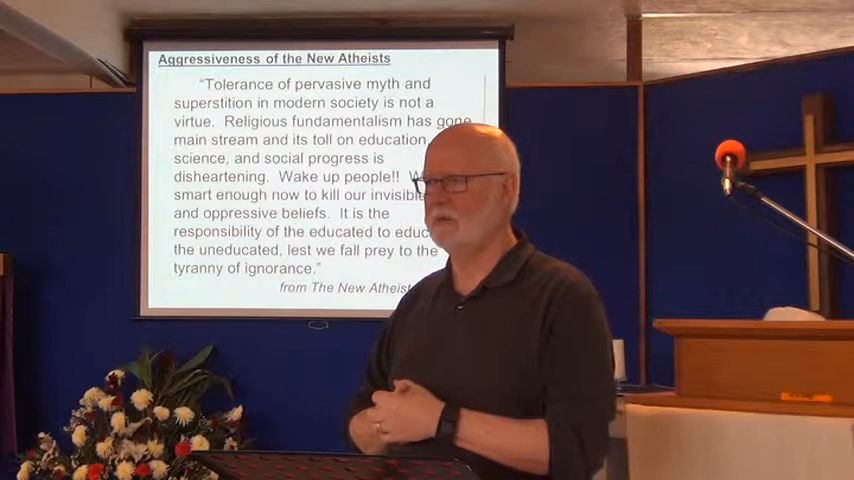 Aggressiveness of the New Atheists
“Tolerance of pervasive myth and
superstition in modern society is not a
virtue. Religious fundamentalism has gone
main stream and its toll on education,
science, and social progress is
disheartening. Wake up people!!
smart enough now to kill our invisible
and oppressive beliefs. It is the
responsibility of the educated to
the uneducated, lest we fall prey to the
tyranny of ignorance.”
from The New Atheist